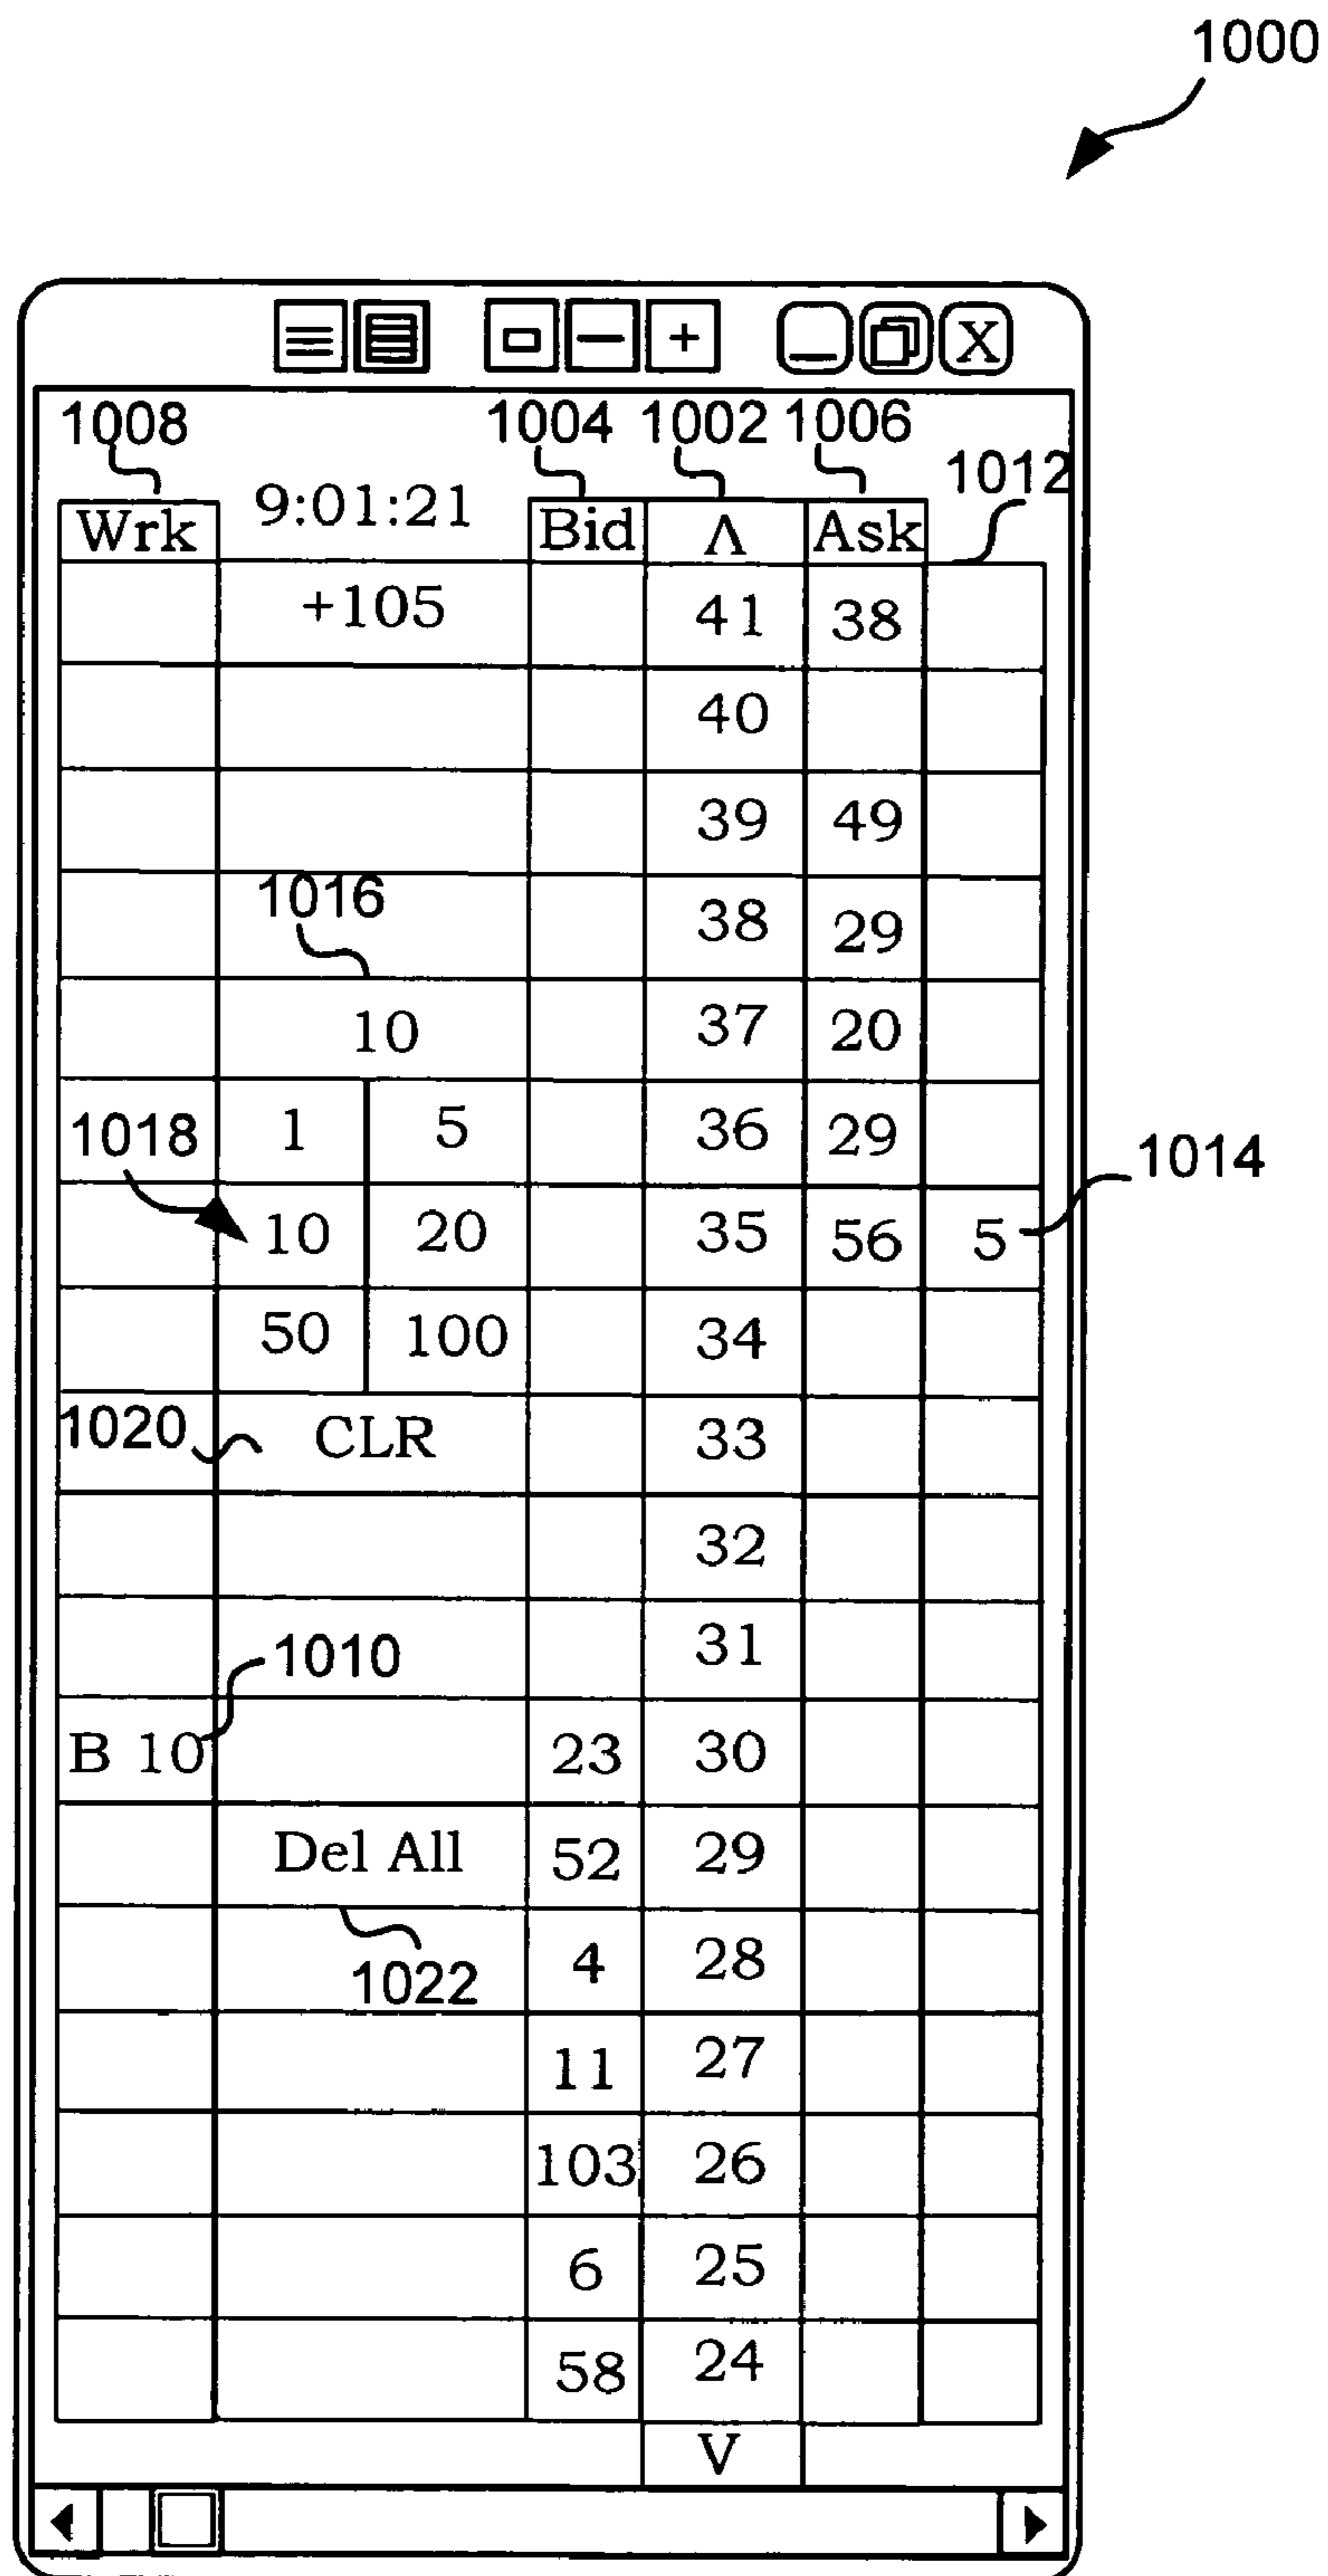 1000
X
1008 1004 1002 1006
1012
Wrk 9:01:21 Bid Λ Ask
+105 41 38
40
39 49
1016
38 29
10 37 20
1018 1 5 36 29
1014
10 20 35 56 5
50 100 34
1020 CLR 33
32
1010
31
B 10 23 30
Del All 52 29
1022
4 28
11 27
103 26
6 25
58 24
V